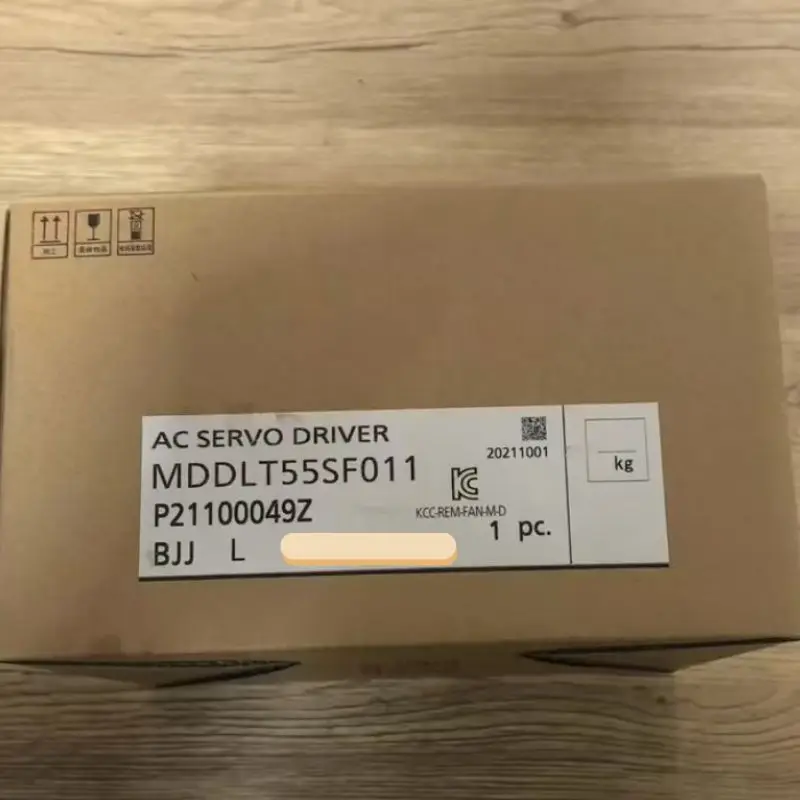 AC SERVO DRIVER
20211001
MDDLT55SF011
P21100049Z
KCC-REM-FAN-M-D
1 pc.
BJJ L
kg